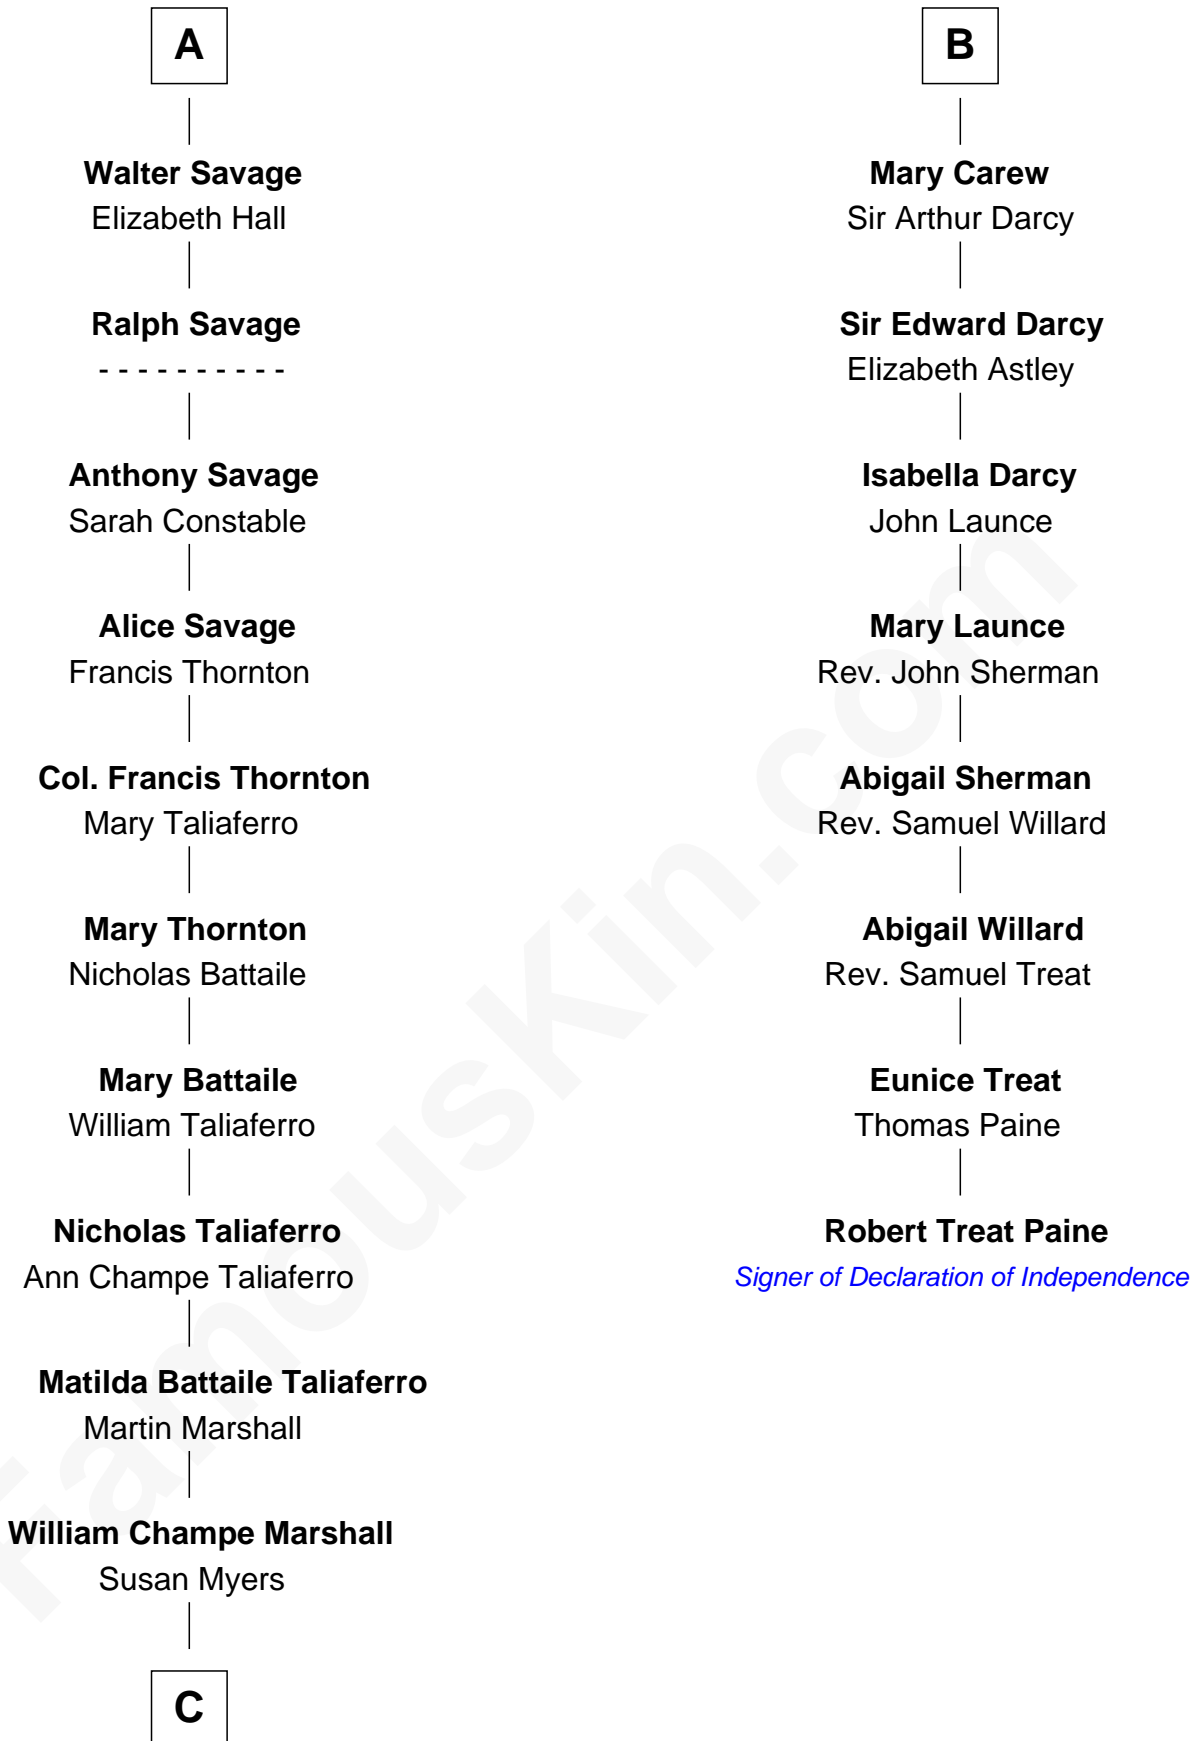 A
Walter Savage
Elizabeth Hall
Ralph Savage
- - - - - - - - - -
Anthony Savage
Sarah Constable
Alice Savage
Francis Thornton
Col. Francis Thornton
Mary Taliaferro
Mary Thornton
Nicholas Battaile
Mary Battaile
William Taliaferro
Nicholas Taliaferro
Ann Champe Taliaferro
Matilda Battaile Taliaferro
Martin Marshall
William Champe Marshall
Susan Myers
C
B
Mary Carew
Sir Arthur Darcy
Sir Edward Darcy
Elizabeth Astley
Isabella Darcy
John Launce
Mary Launce
Rev. John Sherman
Abigail Sherman
Rev. Samuel Willard
Abigail Willard
Rev. Samuel Treat
Eunice Treat
Thomas Paine
Robert Treat Paine
Signer of Declaration of Independence
FamousKin.com